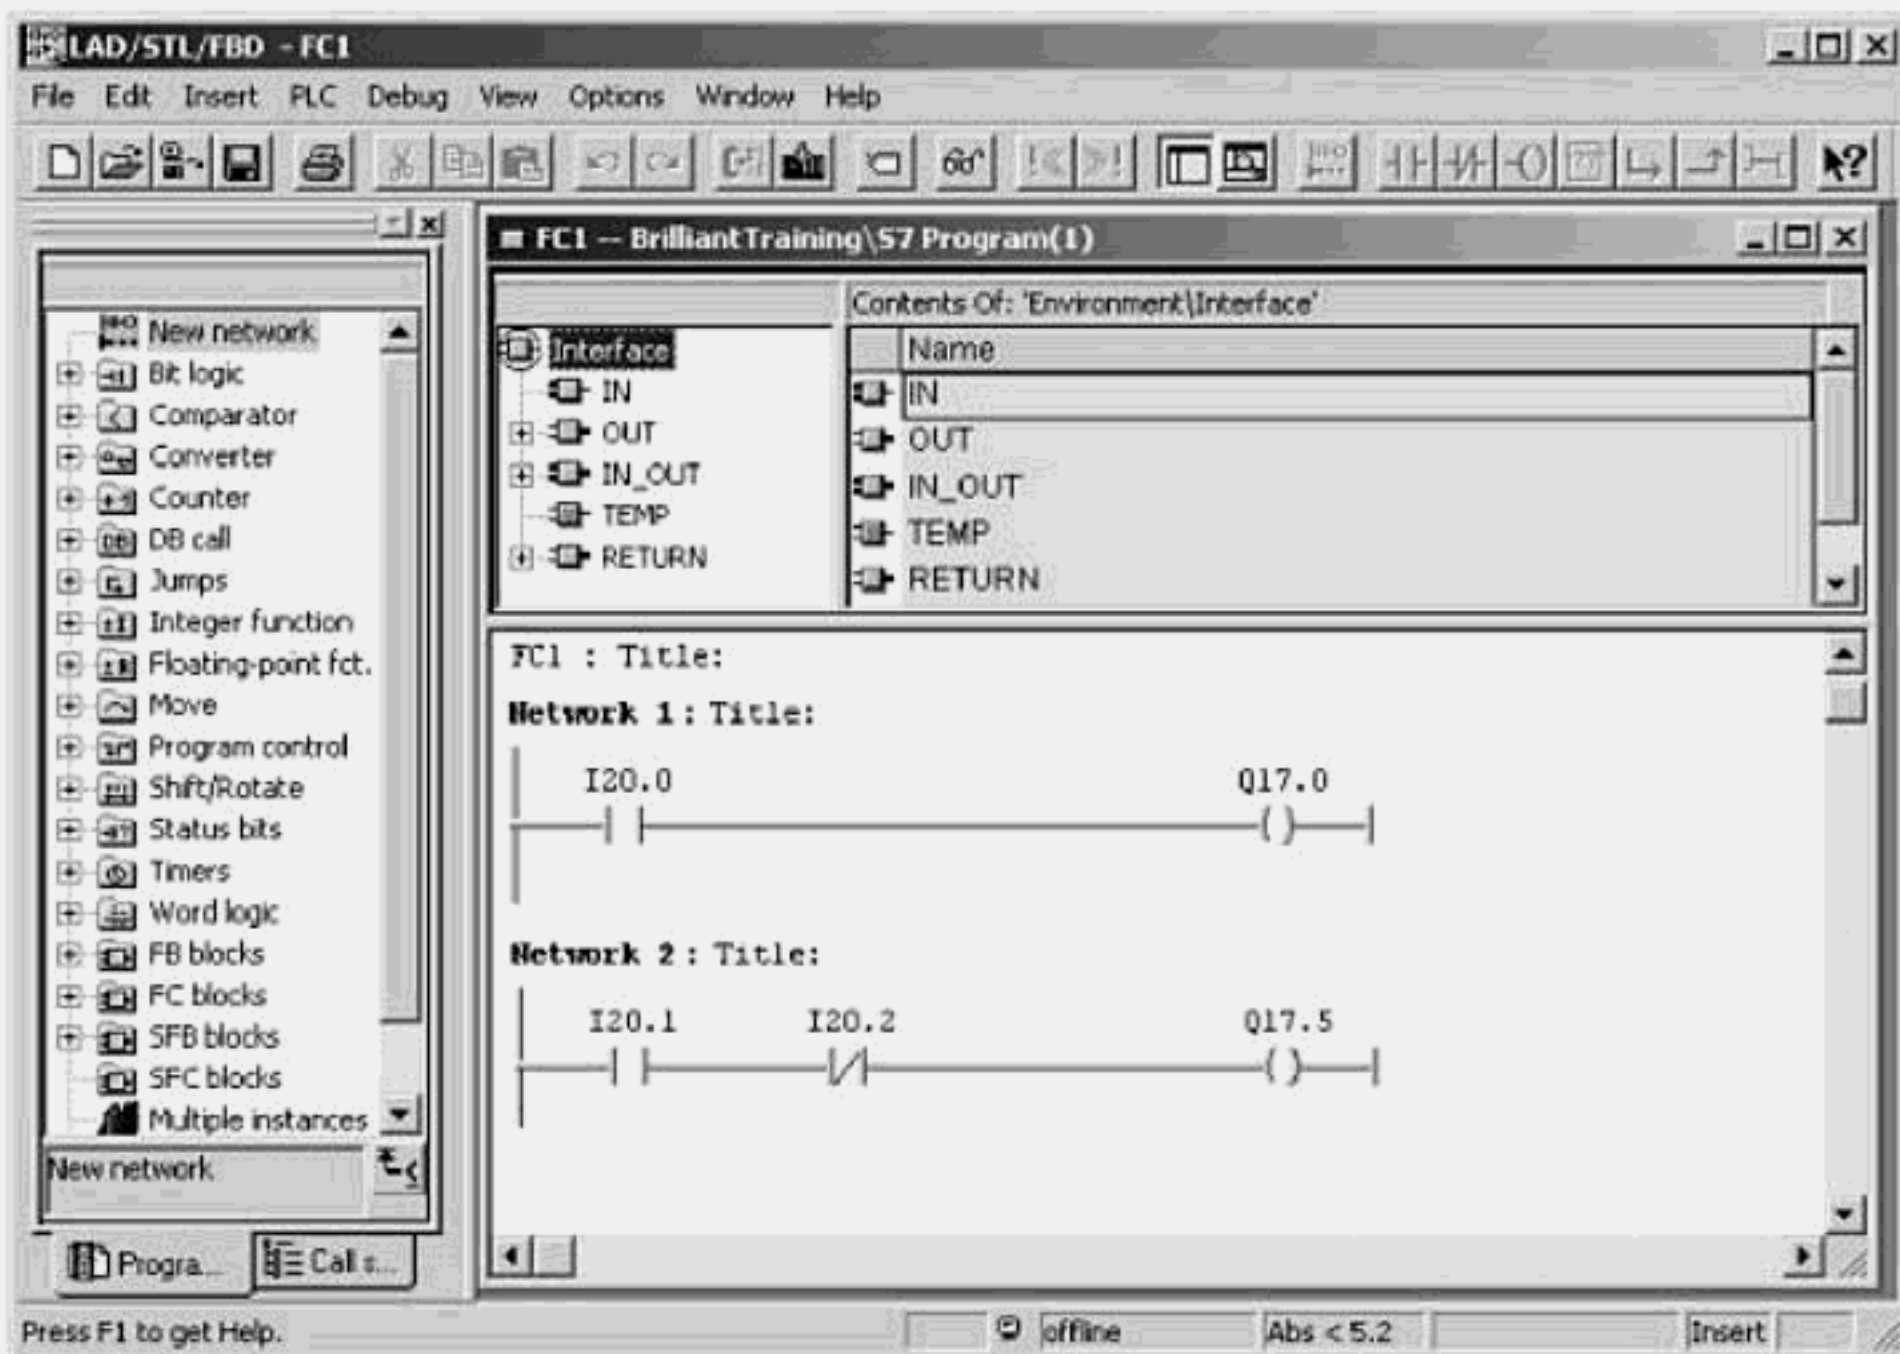 LAD/STL/FBD - FC1
File Edit Insert PLC Debug View Options Window Help
New network
Bit logic
Comparator
Converter
Counter
DB call
Jumps
Integer function
Floating-point fct.
Move
Program control
Shift/Rotate
Status bits
Timers
Word logic
FB blocks
FC blocks
SFB blocks
SFC blocks
Multiple instances
New network
Progra...
Call s...
FC1 -- BrilliantTraining\S7 Program(1)
Interface
IN
OUT
IN_OUT
TEMP
RETURN
Contents Of: 'Environment\Interface'
Name
IN
OUT
IN_OUT
TEMP
RETURN
FC1 : Title:
Network 1: Title:
I20.0 Q17.0
Network 2: Title:
I20.1 I20.2 Q17.5
Press F1 to get Help.
offline
Abs < 5.2
Insert